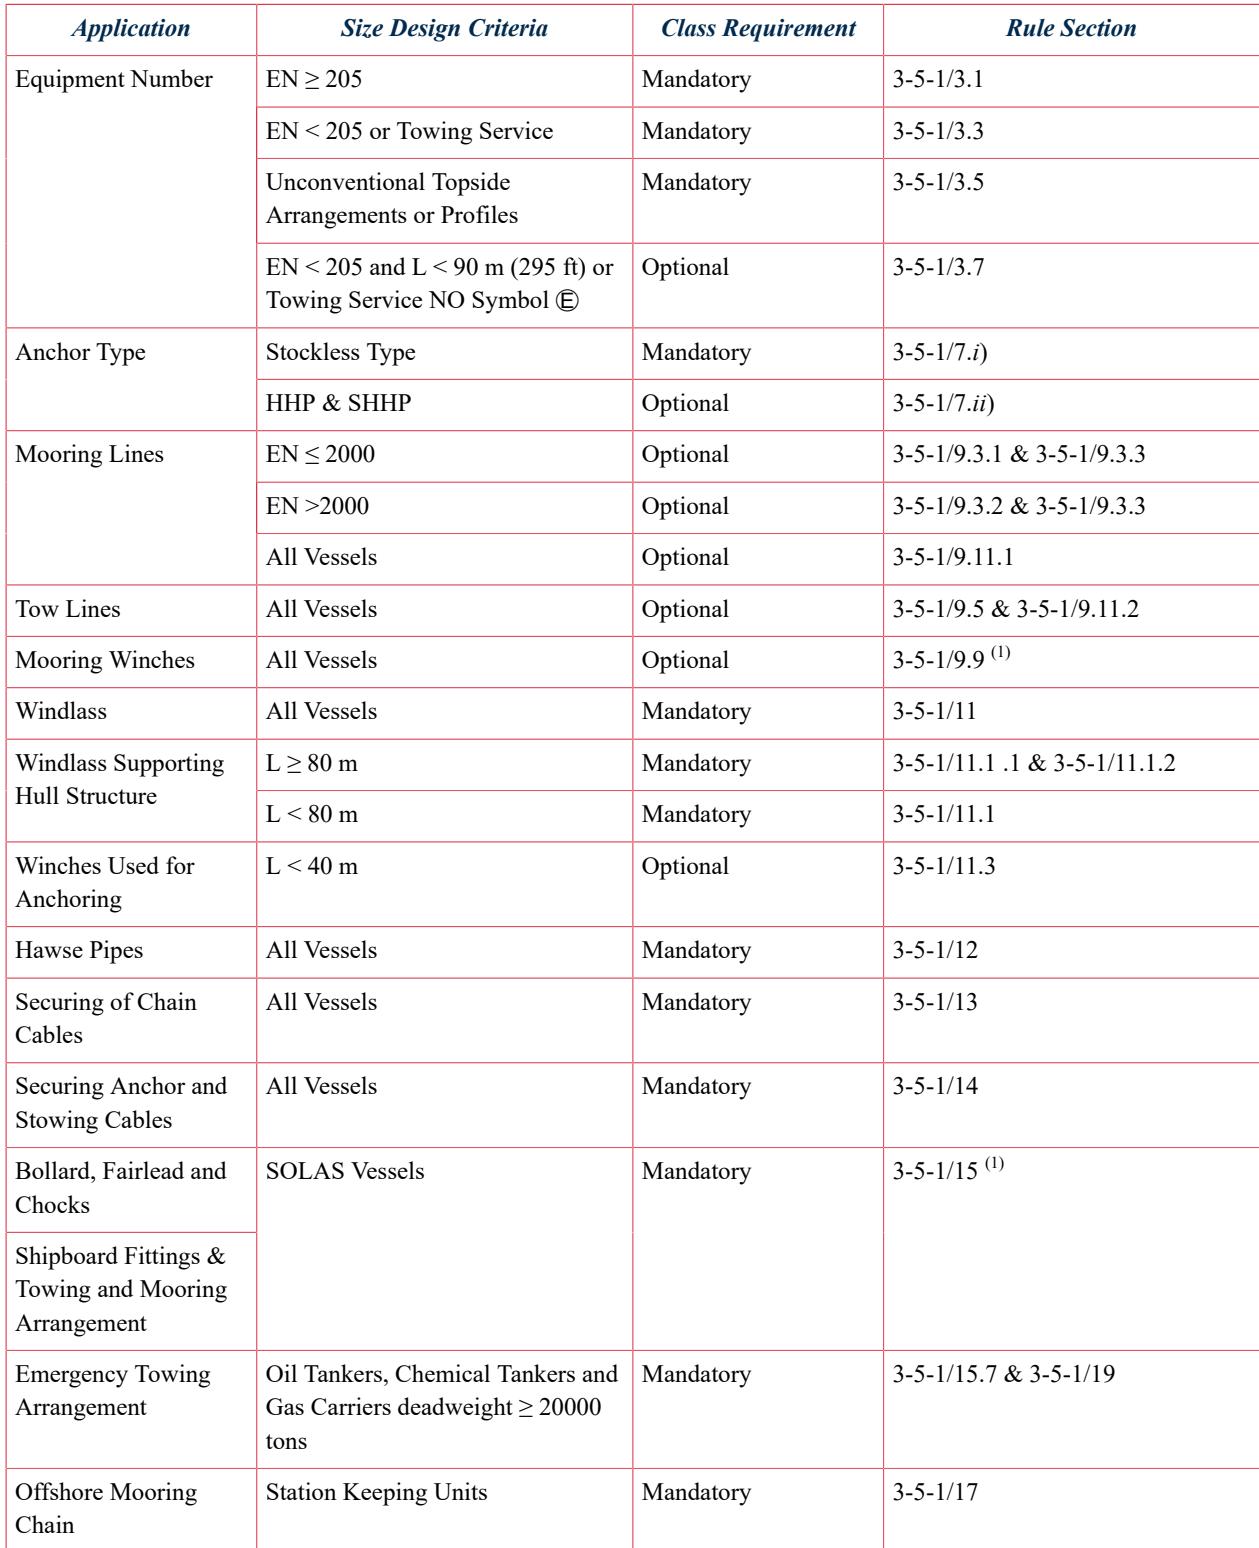 Application Size Design Criteria Class Requirement Rule Section
Equipment Number EN ≥ 205 Mandatory 3-5-1/3.1
EN < 205 or Towing Service Mandatory 3-5-1/3.3
Unconventional Topside Mandatory 3-5-1/3.5
Arrangements or Profiles
EN < 205 and L < 90 m (295 ft) or Optional 3-5-1/3.7
Towing Service NO Symbol Ⓔ
Anchor Type Stockless Type Mandatory 3-5-1/7.i)
HHP & SHHP Optional 3-5-1/7.ii)
Mooring Lines EN ≤ 2000 Optional 3-5-1/9.3.1 & 3-5-1/9.3.3
EN >2000 Optional 3-5-1/9.3.2 & 3-5-1/9.3.3
All Vessels Optional 3-5-1/9.11.1
Tow Lines All Vessels Optional 3-5-1/9.5 & 3-5-1/9.11.2
Mooring Winches All Vessels Optional 3-5-1/9.9 (1)
Windlass All Vessels Mandatory 3-5-1/11
Windlass Supporting L ≥ 80 m Mandatory 3-5-1/11.1 .1 & 3-5-1/11.1.2
Hull Structure
L < 80 m Mandatory 3-5-1/11.1
Winches Used for L < 40 m Optional 3-5-1/11.3
Anchoring
Hawse Pipes All Vessels Mandatory 3-5-1/12
Securing of Chain All Vessels Mandatory 3-5-1/13
Cables
Securing Anchor and All Vessels Mandatory 3-5-1/14
Stowing Cables
Bollard, Fairlead and SOLAS Vessels Mandatory 3-5-1/15 (1)
Chocks
Shipboard Fittings &
Towing and Mooring
Arrangement
Emergency Towing Oil Tankers, Chemical Tankers and Mandatory 3-5-1/15.7 & 3-5-1/19
Arrangement Gas Carriers deadweight ≥ 20000
tons
Offshore Mooring Station Keeping Units Mandatory 3-5-1/17
Chain